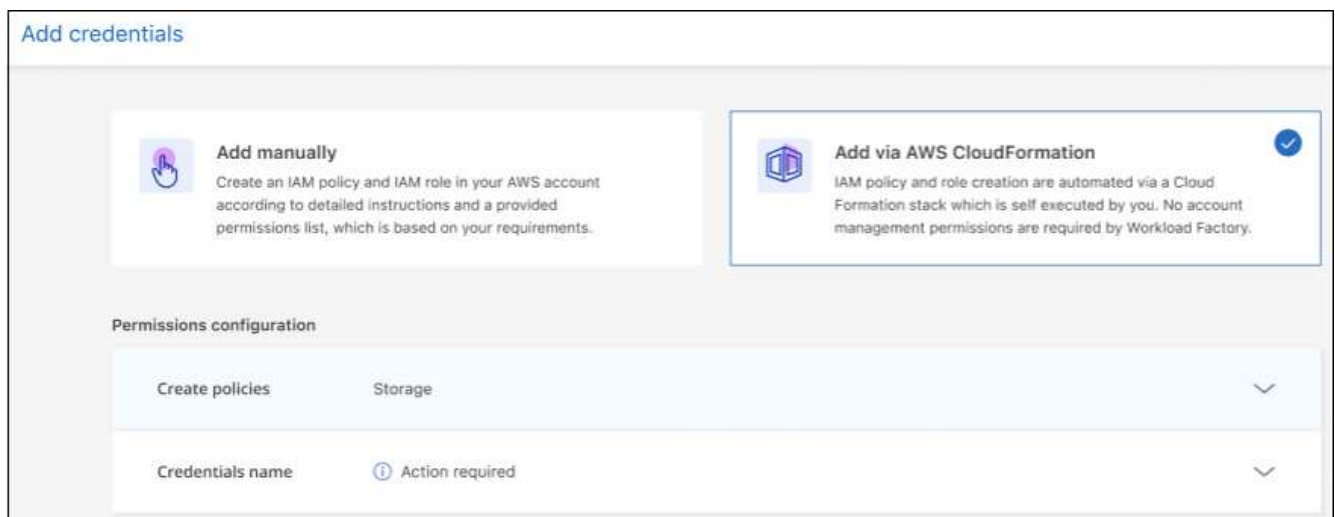 Add credentials
Add manually
Create an IAM policy and IAM role in your AWS account
according to detailed instructions and a provided
permissions list, which is based on your requirements.
Add via AWS CloudFormation
IAM policy and role creation are automated via a Cloud
Formation stack which is self executed by you. No account
management permissions are required by Workload Factory.
Permissions configuration
Create policies Storage
Credentials name Action required